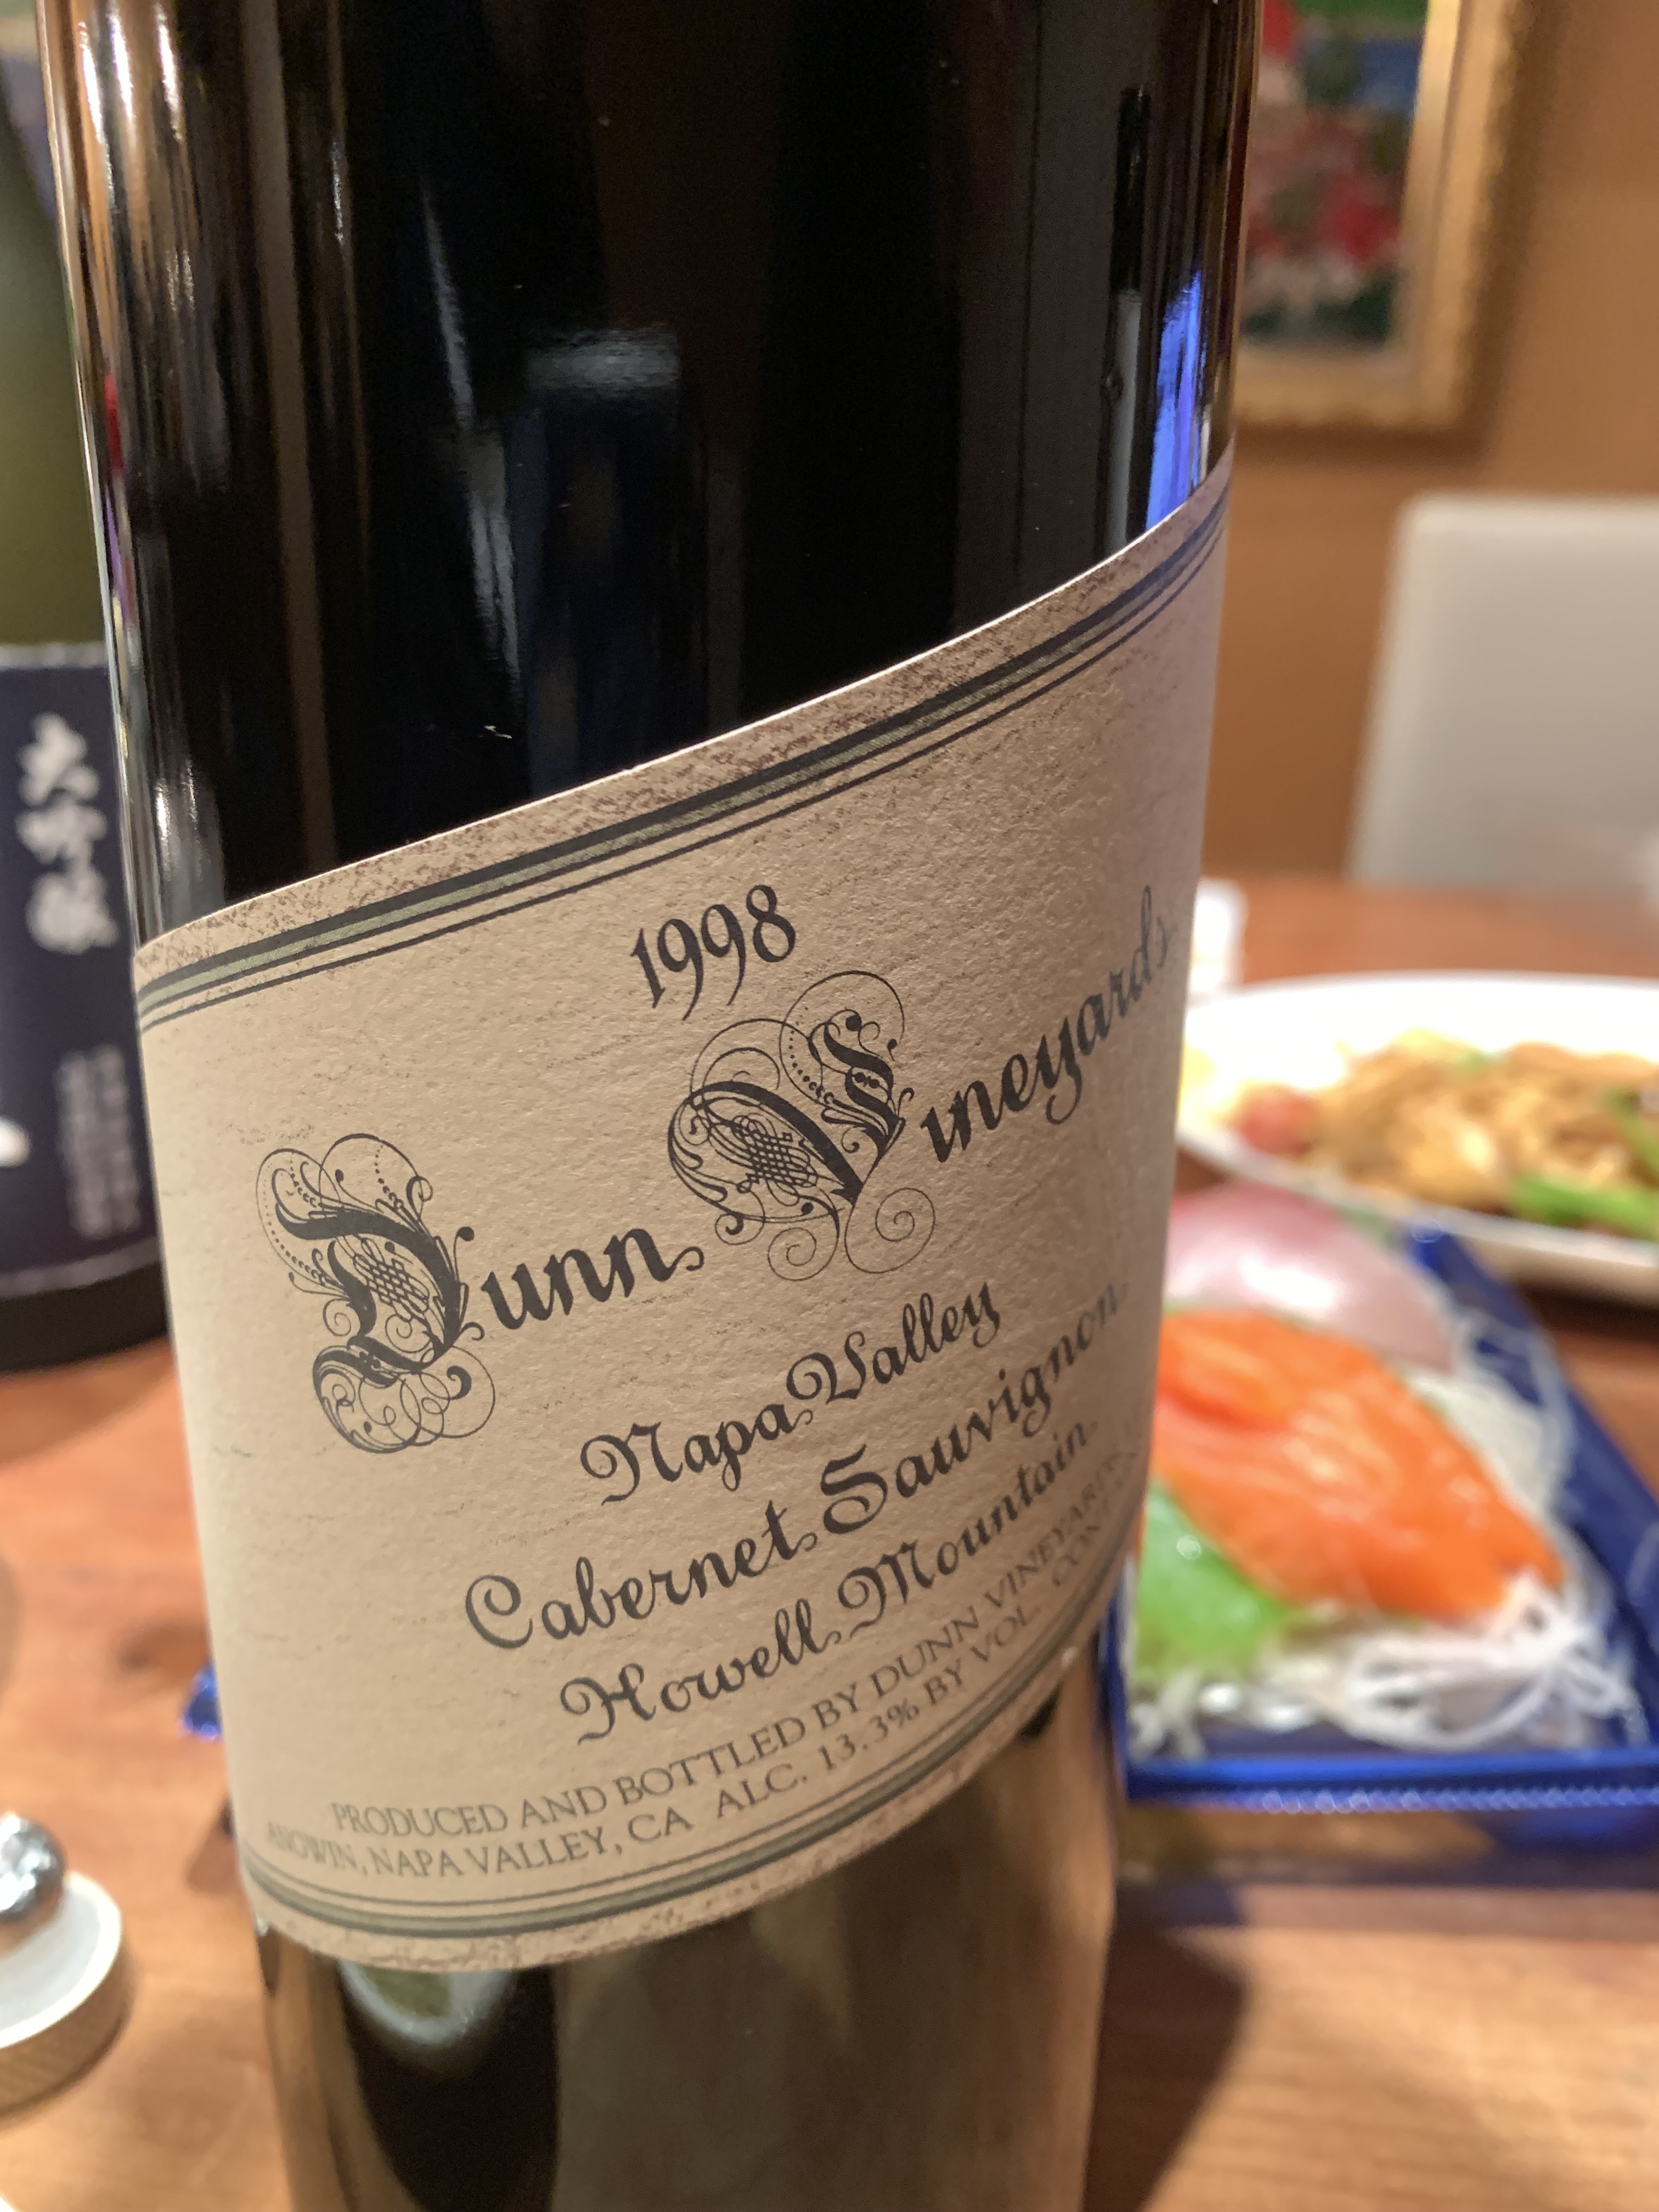 大吟醸
1998
Dunn Vineyards
Napa Valley
Cabernet Sauvignon
Howell Mountain
PRODUCED AND BOTTLED BY DUNN VINEYARDS
ANGWIN, NAPA VALLEY, CA ALC. 13.3% BY VOL.